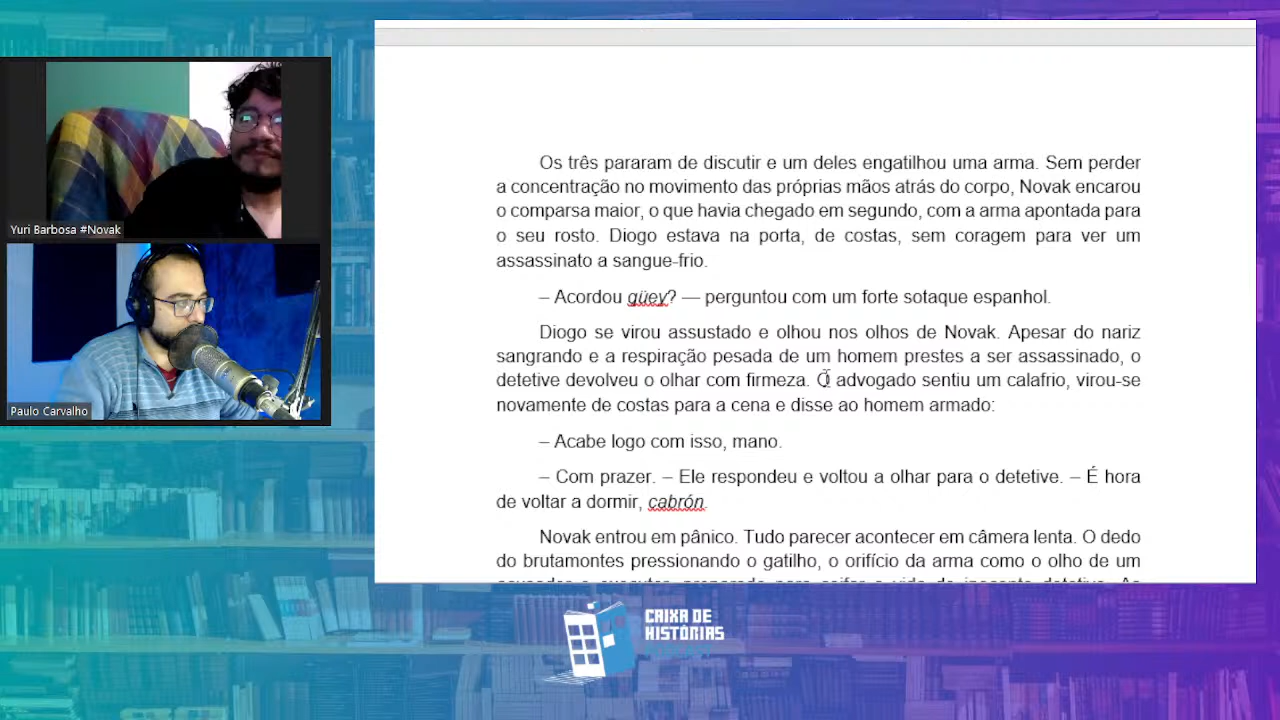 Yuri Barbosa #Novak
Paulo Carvalho
Os três pararam de discutir e um deles engatilhou uma arma. Sem perder
a concentração no movimento das próprias mãos atrás do corpo, Novak encarou
o comparsa maior, o que havia chegado em segundo, com a arma apontada para
o seu rosto. Diogo estava na porta, de costas, sem coragem para ver um
assassinato a sangue-frio.
– Acordou güey? — perguntou com um forte sotaque espanhol.
Diogo se virou assustado e olhou nos olhos de Novak. Apesar do nariz
sangrando e a respiração pesada de um homem prestes a ser assassinado, o
detetive devolveu o olhar com firmeza. O advogado sentiu um calafrio, virou-se
novamente de costas para a cena e disse ao homem armado:
– Acabe logo com isso, mano.
– Com prazer. – Ele respondeu e voltou a olhar para o detetive. – É hora
de voltar a dormir, cabrón.
Novak entrou em pânico. Tudo parecer acontecer em câmera lenta. O dedo
do brutamontes pressionando o gatilho, o orifício da arma como o olho de um
CAIXA DE
HISTÓRIAS